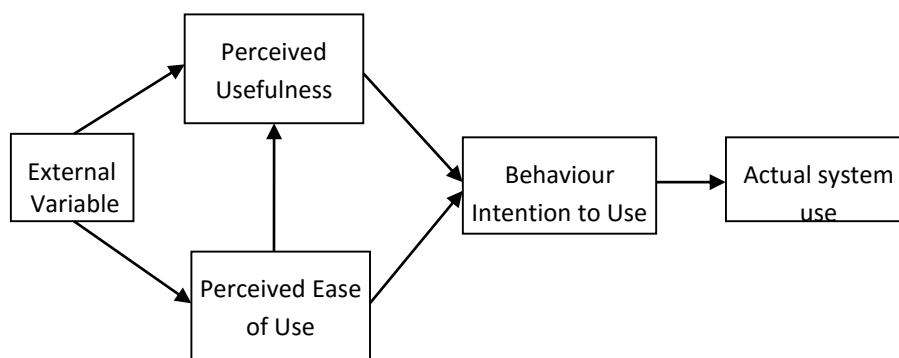 Perceived
Usefulness
External
Variable
Behaviour
Intention to Use
Actual system
use
Perceived Ease
of Use